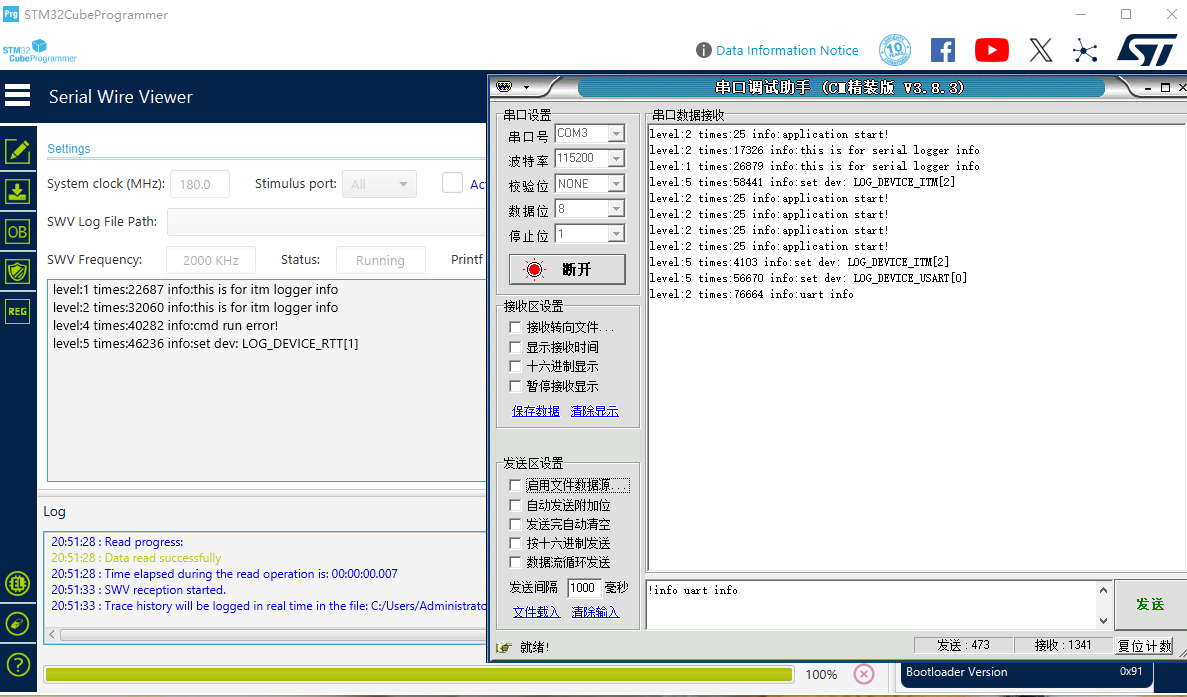 Prg STM32CubeProgrammer
STM32
CubeProgrammer
Data Information Notice
Serial Wire Viewer
Settings
System clock (MHz): 180.0 Stimulus port: All
SWV Log File Path:
SWV Frequency: 2000 KHz Status: Running Printf
level:1 times:22687 info:this is for itm logger info
level:2 times:32060 info:this is for itm logger info
level:4 times:40282 info:cmd run error!
level:5 times:46236 info:set dev: LOG_DEVICE_RTT[1]
OB
REG
Log
20:51:28 : Read progress:
20:51:28 : Data read successfully
20:51:28 : Time elapsed during the read operation is: 00:00:00.007
20:51:33 : SWV reception started.
20:51:33 : Trace history will be logged in real time in the file: C:/Users/Administrato
100%
Bootloader Version 0x91
串口调试助手 (CM精装版 V3.8.3)
串口设置
串口号 COM3
波特率 115200
校验位 NONE
数据位 8
停止位 1
断开
接收区设置
接收转向文件...
显示接收时间
十六进制显示
暂停接收显示
保存数据 清除显示
发送区设置
启用文件数据源...
自动发送附加位
发送完自动清空
按十六进制发送
数据流循环发送
发送间隔 1000 毫秒
文件载入 清除输入
串口数据接收
level:2 times:25 info:application start!
level:2 times:17326 info:this is for serial logger info
level:1 times:26879 info:this is for serial logger info
level:5 times:58441 info:set dev: LOG_DEVICE_ITM[2]
level:2 times:25 info:application start!
level:2 times:25 info:application start!
level:2 times:25 info:application start!
level:2 times:25 info:application start!
level:5 times:4103 info:set dev: LOG_DEVICE_ITM[2]
level:5 times:56670 info:set dev: LOG_DEVICE_USART[0]
level:2 times:76664 info:uart info
!info uart info
发送
就绪! 发送 : 473 接收 : 1341 复位计数